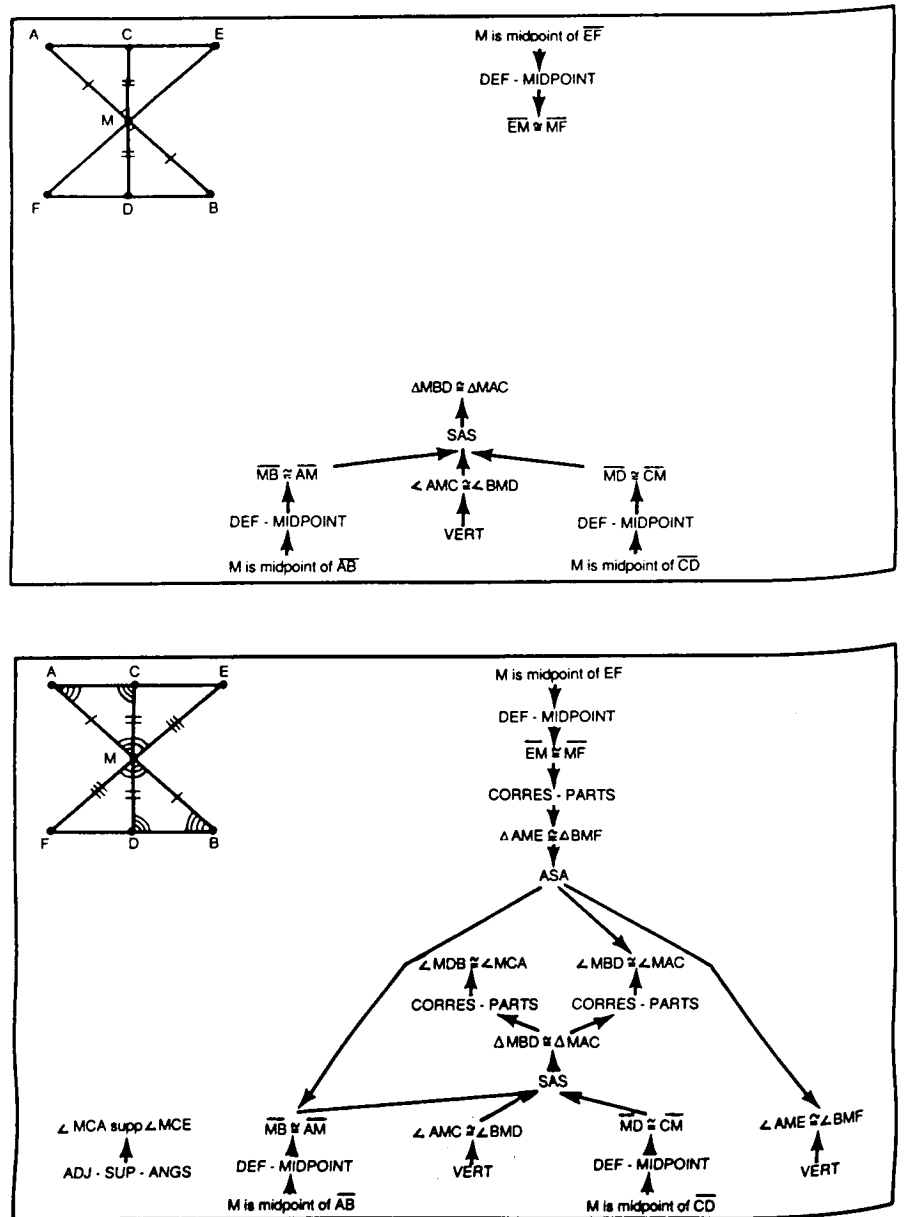 A C E
M is midpoint of EF
DEF - MIDPOINT
M
EM ≅ MF
F D B
ΔMBD ≅ ΔMAC
SAS
MB ≅ AM
∠ AMC ≅ ∠ BMD
MD ≅ CM
DEF - MIDPOINT
VERT
DEF - MIDPOINT
M is midpoint of AB
M is midpoint of CD
A C E
M is midpoint of EF
DEF - MIDPOINT
M
EM ≅ MF
CORRES - PARTS
F D B
Δ AME ≅ Δ BMF
ASA
∠ MDB ≅ ∠ MCA
∠ MBD ≅ ∠ MAC
CORRES - PARTS
CORRES - PARTS
ΔMBD ≅ Δ MAC
SAS
∠ MCA supp ∠ MCE
MB ≅ AM
∠ AMC ≅ ∠ BMD
MD ≅ CM
∠ AME ≅ ∠ BMF
ADJ - SUP - ANGS
DEF - MIDPOINT
VERT
DEF - MIDPOINT
VERT
M is midpoint of AB
M is midpoint of CD